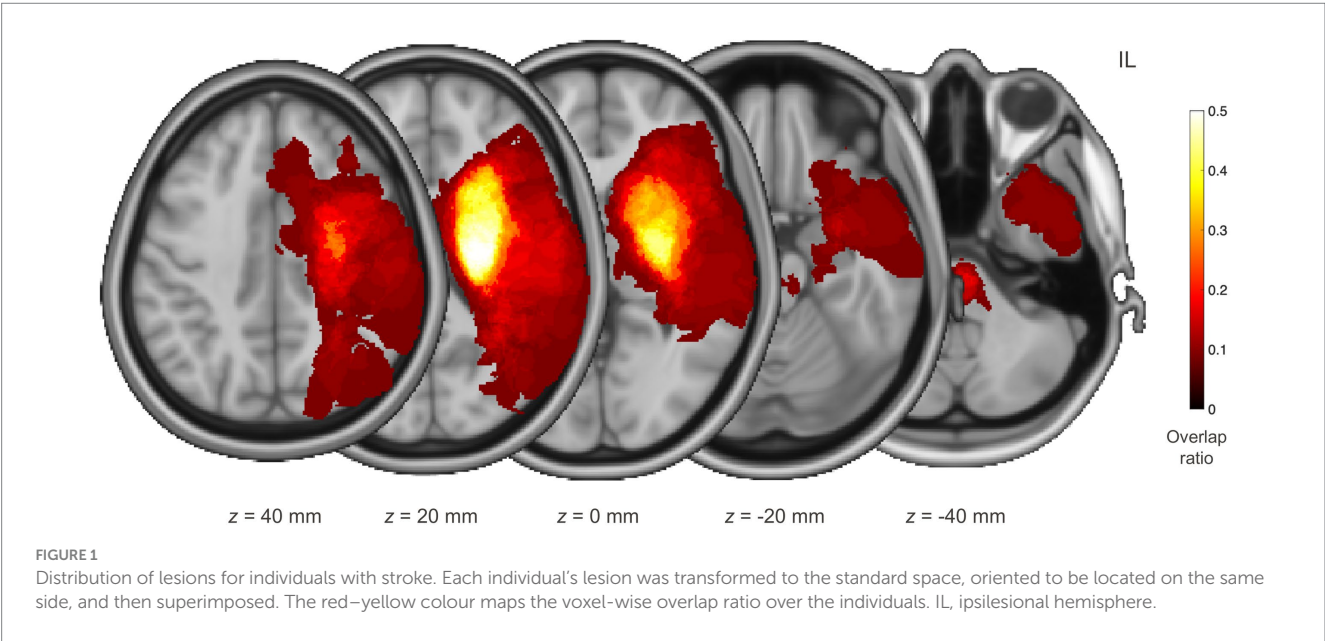 IL
0.5
0.4
0.3
0.2
0.1
0
Overlap
ratio
z = 40 mm z = 20 mm z = 0 mm z = -20 mm z = -40 mm
FIGURE 1
Distribution of lesions for individuals with stroke. Each individual’s lesion was transformed to the standard space, oriented to be located on the same
side, and then superimposed. The red–yellow colour maps the voxel-wise overlap ratio over the individuals. IL, ipsilesional hemisphere.